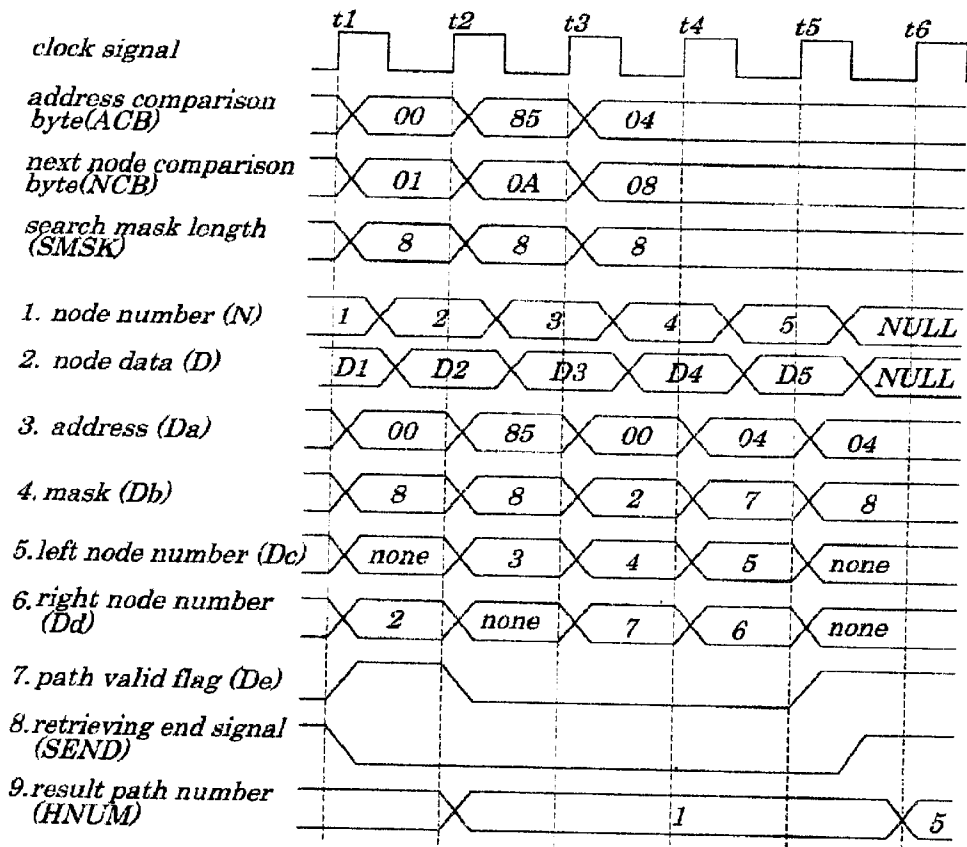 t1 t2 t3 t4 t5 t6
clock signal
address comparison
byte(ACB) 00 85 04
next node comparison
byte(NCB) 01 0A 08
search mask length
(SMSK) 8 8 8
1. node number (N) 1 2 3 4 5 NULL
2. node data (D) D1 D2 D3 D4 D5 NULL
3. address (Da) 00 85 00 04 04
4. mask (Db) 8 8 2 7 8
5. left node number (Dc) none 3 4 5 none
6. right node number
(Dd) 2 none 7 6 none
7. path valid flag (De)
8. retrieving end signal
(SEND)
9. result path number
(HNUM) 1 5